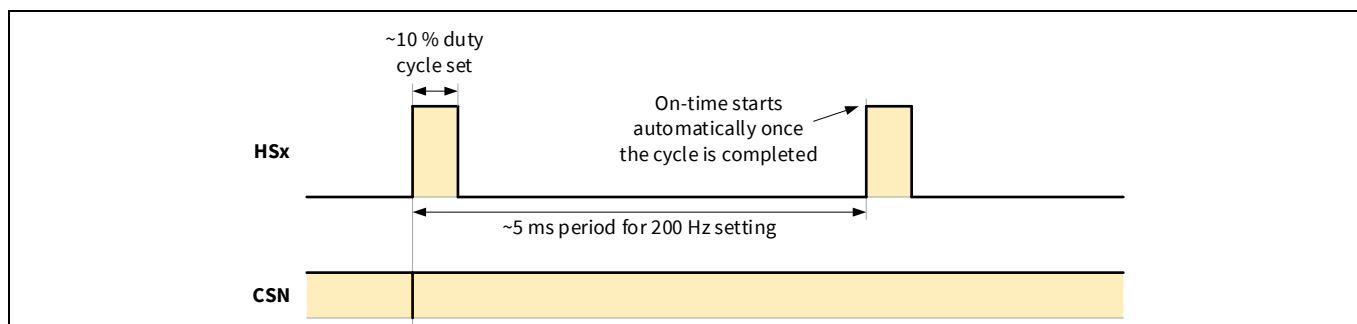 ~10 % duty
cycle set
On-time starts
automatically once
the cycle is completed
HSx
~5 ms period for 200 Hz setting
CSN